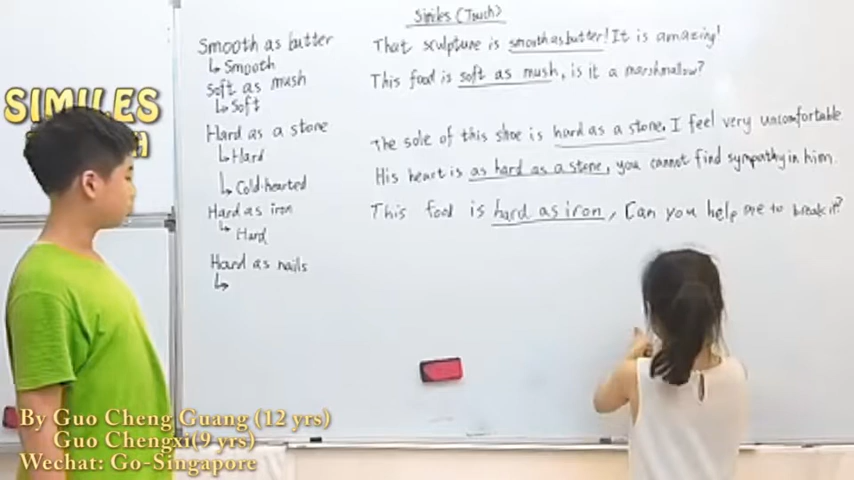 Similes (Touch)
Smooth as butter
↳ Smooth
That sculpture is smooth as butter! It is amazing!
Soft as mush
↳ Soft
This food is soft as mush, is it a marshmallow?
Hard as a stone
↳ Hard
The sole of this shoe is hard as a stone. I feel very uncomfortable
↳ Cold-hearted
His heart is as hard as a stone, you cannot find sympathy in him.
Hard as iron
↳ Hard
This food is hard as iron, Can you help me to break it?
Hard as nails
↳
SIMILES
By Guo Cheng Guang (12 yrs)
Guo Chengxi(9 yrs)
Wechat: Go-Singapore